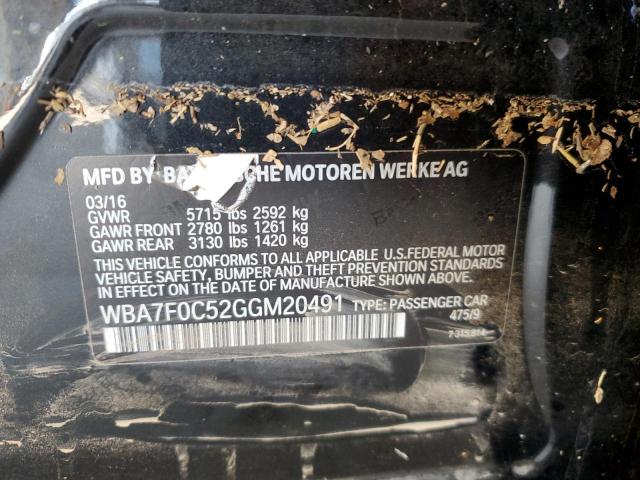 MFD BY BAY SCHE MOTOREN WERKE AG
03/16
GVWR 5715 lbs 2592 kg
GAWR FRONT 2780 lbs 1261 kg
GAWR REAR 3130 lbs 1420 kg
THIS VEHICLE CONFORMS TO ALL APPLICABLE U.S.FEDERAL MOTOR
VEHICLE SAFETY, BUMPER AND THEFT PREVENTION STANDARDS
IN EFFECT ON THE DATE OF MANUFACTURE SHOWN ABOVE.
WBA7F0C52GGM20491 TYPE: PASSENGER CAR
475/9